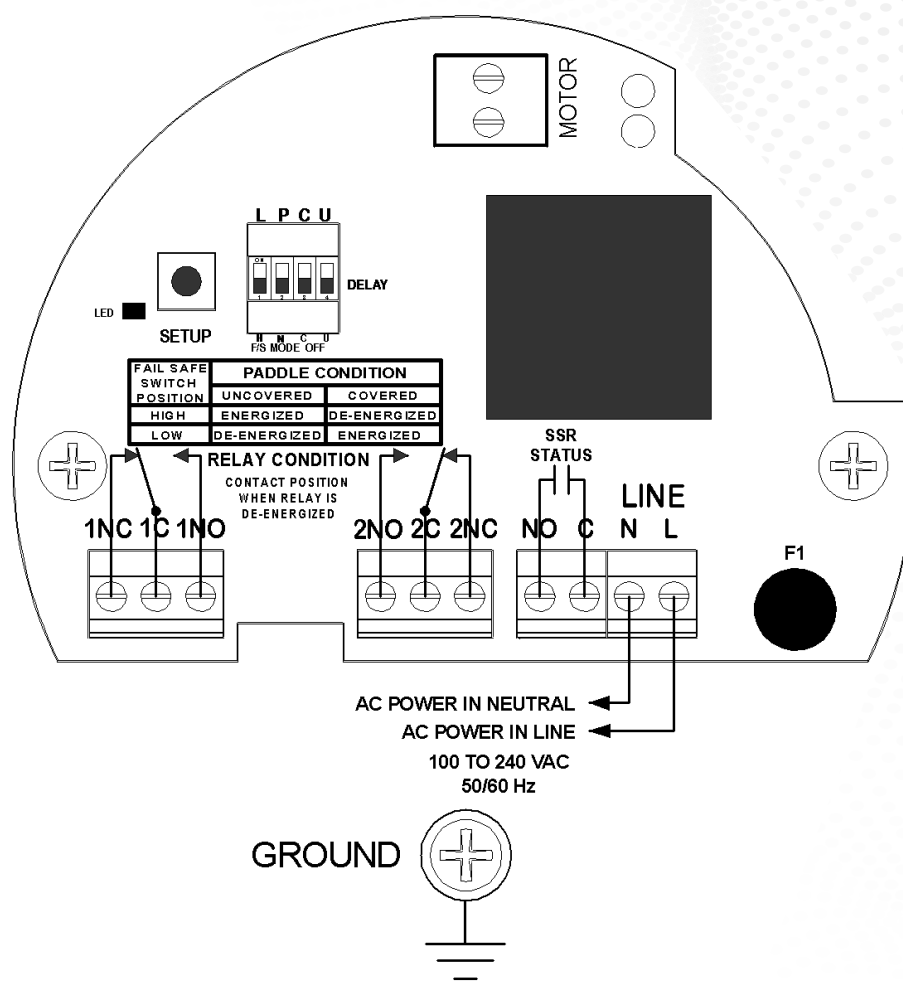 MOTOR
L P C U
ON
1 2 3 4
DELAY
LED
SETUP
H N C U
F/S MODE OFF
FAIL SAFE SWITCH POSITION
PADDLE CONDITION
UNCOVERED COVERED
HIGH ENERGIZED DE-ENERGIZED
LOW DE-ENERGIZED ENERGIZED
RELAY CONDITION
CONTACT POSITION
WHEN RELAY IS
DE-ENERGIZED
SSR
STATUS
LINE
1NC 1C 1NO
2NO 2C 2NC
NO C N L
F1
AC POWER IN NEUTRAL
AC POWER IN LINE
100 TO 240 VAC
50/60 Hz
GROUND